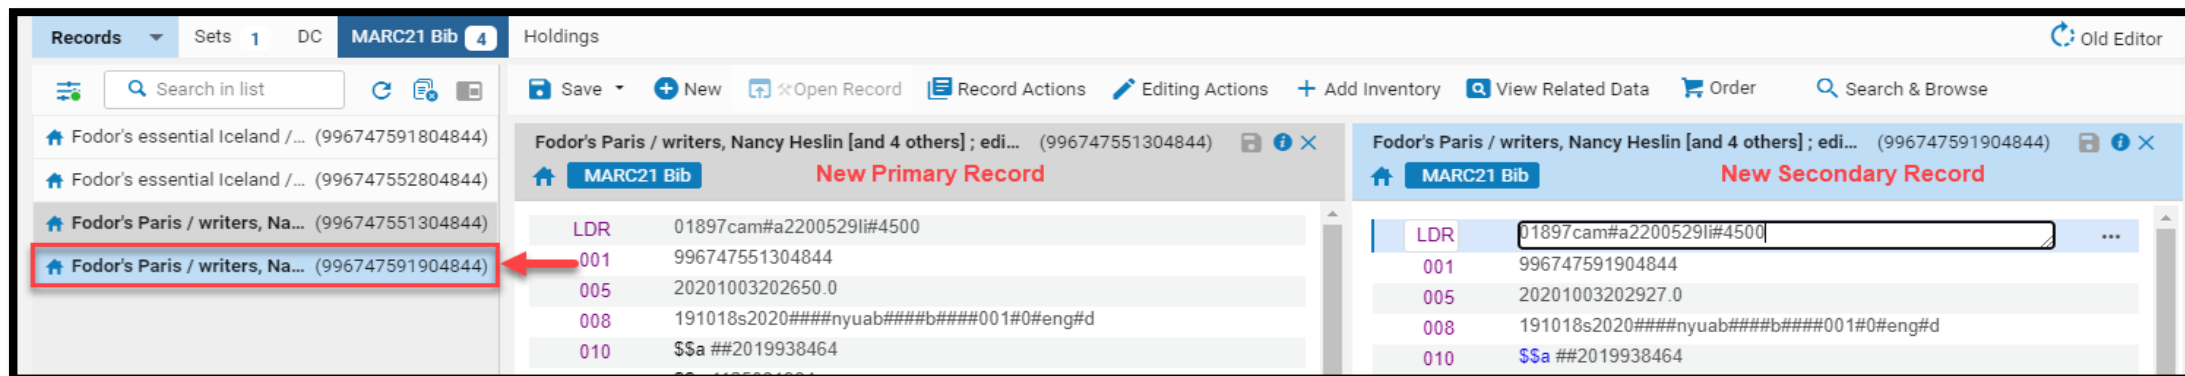 Records Sets 1 DC MARC21 Bib 4 Holdings Old Editor
Search in list Save New Open Record Record Actions Editing Actions Add Inventory View Related Data Order Search & Browse
Fodor's essential Iceland /... (996747591804844)
Fodor's essential Iceland /... (996747552804844)
Fodor's Paris / writers, Na... (996747551304844)
Fodor's Paris / writers, Na... (996747591904844)
Fodor's Paris / writers, Nancy Heslin [and 4 others] ; edi... (996747551304844)
MARC21 Bib New Primary Record
LDR 01897cam#a2200529li#4500
001 996747551304844
005 20201003202650.0
008 191018s2020####nyuab####b####001#0#eng#d
010 $$a ##2019938464
Fodor's Paris / writers, Nancy Heslin [and 4 others] ; edi... (996747591904844)
MARC21 Bib New Secondary Record
LDR 01897cam#a2200529li#4500
001 996747591904844
005 20201003202927.0
008 191018s2020####nyuab####b####001#0#eng#d
010 $$a ##2019938464